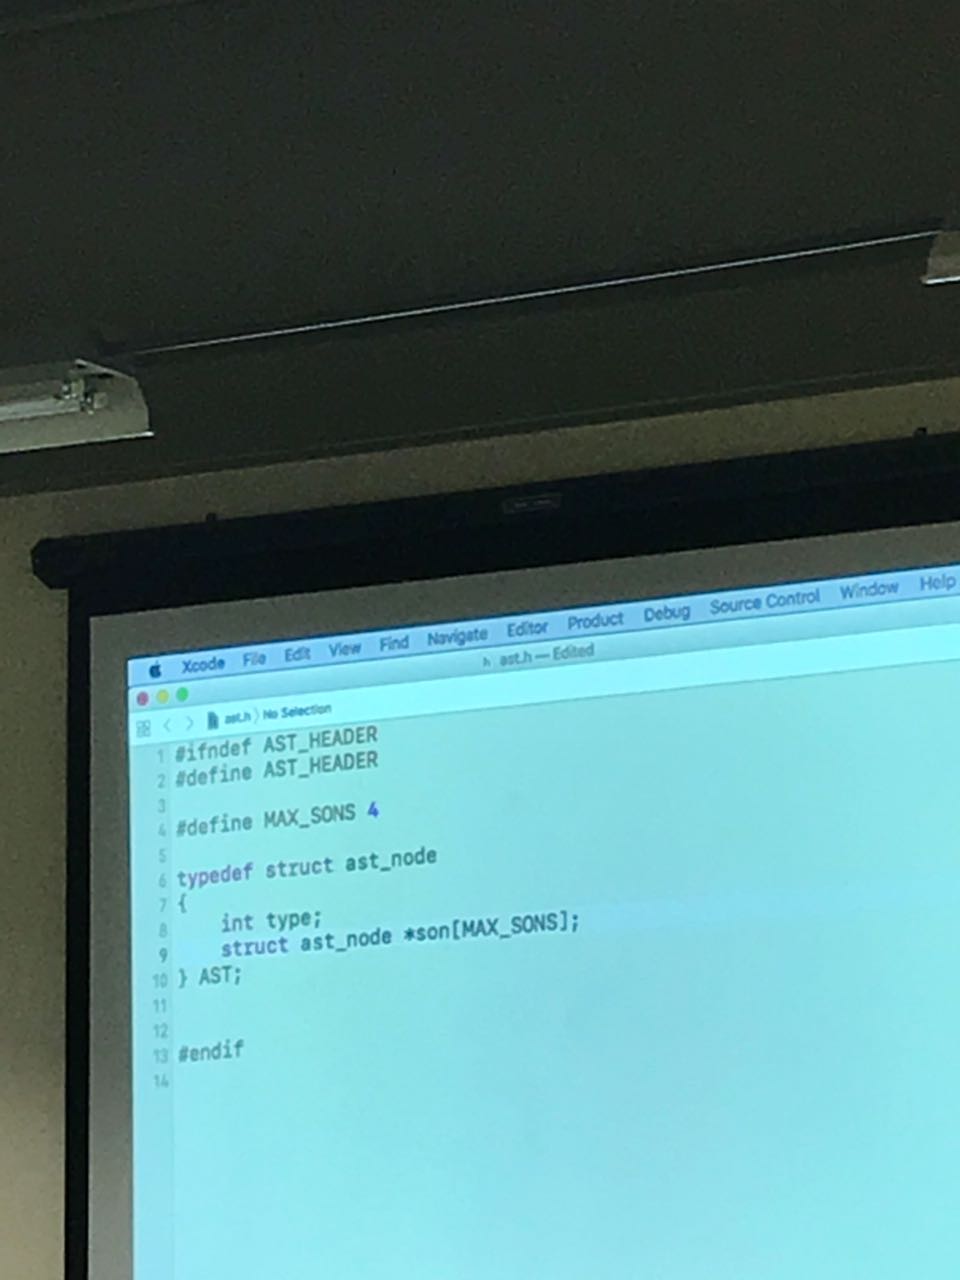 Xcode File Edit View Find Navigate Editor Product Debug Source Control Window Help
h ast.h — Edited
ast.h 〉 No Selection
1 #ifndef AST_HEADER
2 #define AST_HEADER
3
4 #define MAX_SONS 4
5
6 typedef struct ast_node
7 {
8 int type;
9 struct ast_node *son[MAX_SONS];
10 } AST;
11
12
13 #endif
14